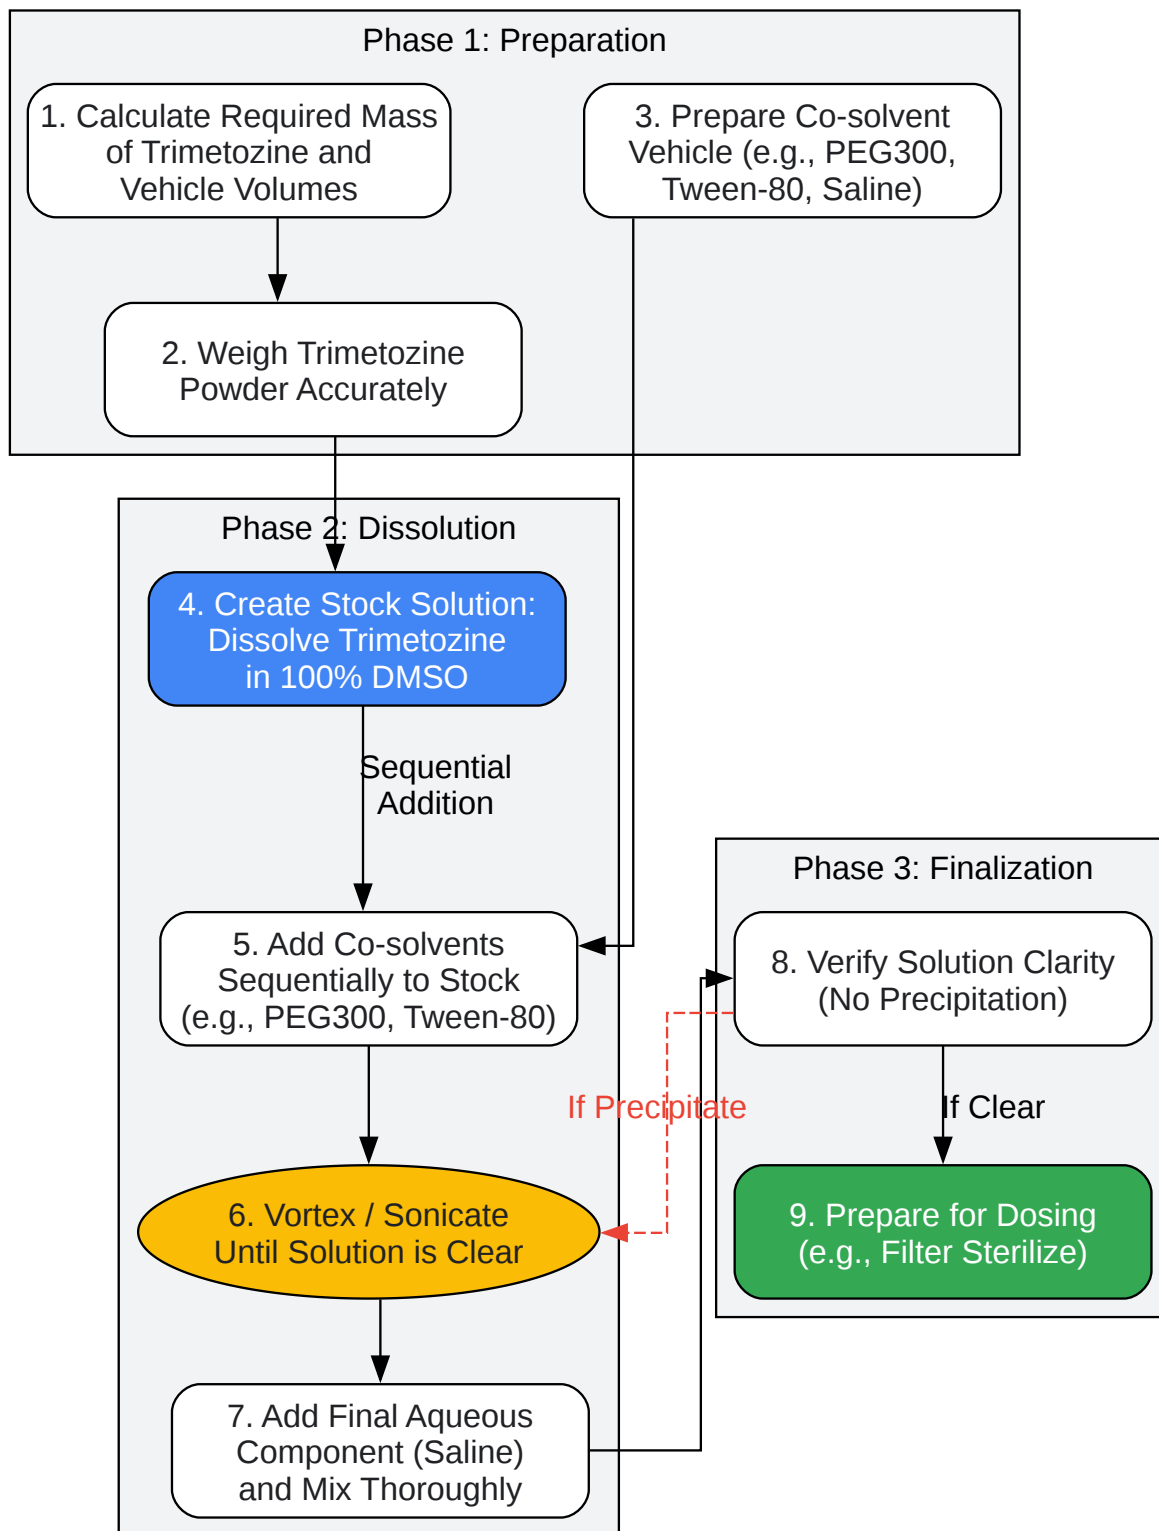 Phase 1: Preparation
1. Calculate Required Mass
of Trimetozine and
Vehicle Volumes
3. Prepare Co-solvent
Vehicle (e.g., PEG300,
Tween-80, Saline)
2. Weigh Trimetozine
Powder Accurately
Phase 2: Dissolution
4. Create Stock Solution:
Dissolve Trimetozine
in 100% DMSO
Sequential
Addition
5. Add Co-solvents
Sequentially to Stock
(e.g., PEG300, Tween-80)
6. Vortex / Sonicate
Until Solution is Clear
7. Add Final Aqueous
Component (Saline)
and Mix Thoroughly
Phase 3: Finalization
8. Verify Solution Clarity
(No Precipitation)
If Precipitate
If Clear
9. Prepare for Dosing
(e.g., Filter Sterilize)